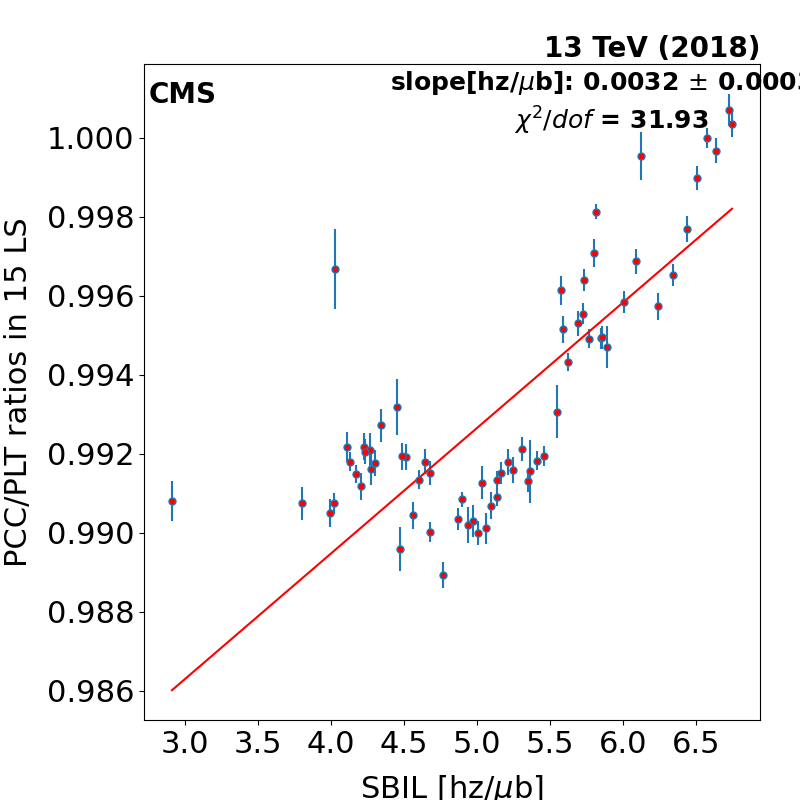 13 TeV (2018)
CMS
slope[hz/μb]: 0.0032 ± 0.0003
χ²/dof = 31.93
PCC/PLT ratios in 15 LS
1.000
0.998
0.996
0.994
0.992
0.990
0.988
0.986
3.0 3.5 4.0 4.5 5.0 5.5 6.0 6.5
SBIL [hz/μb]